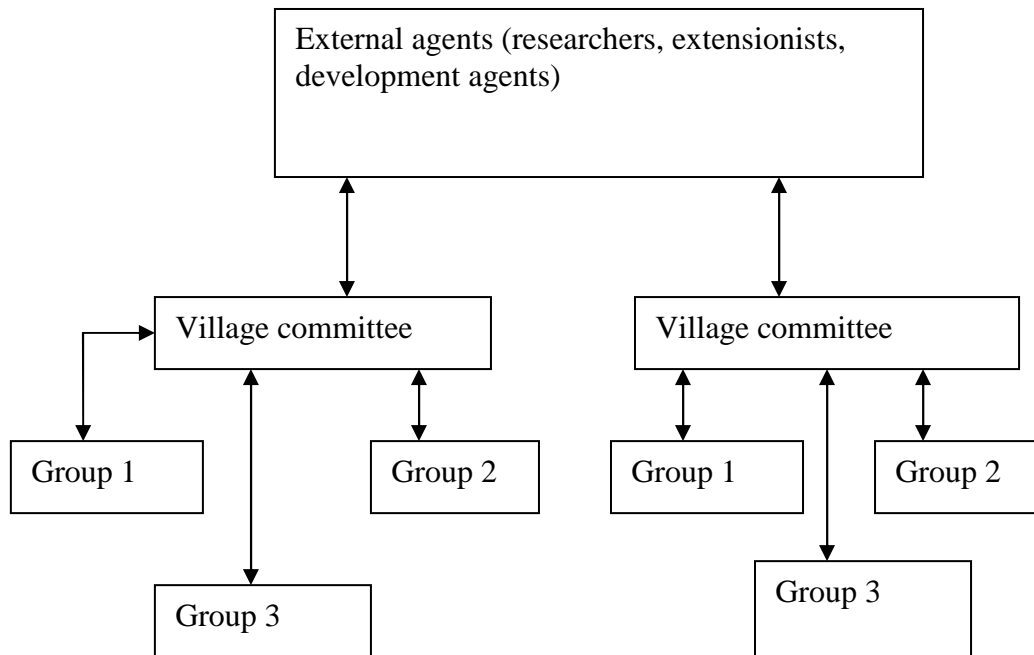 External agents (researchers, extensionists,
development agents)
Village committee
Village committee
Group 1
Group 2
Group 1
Group 2
Group 3
Group 3